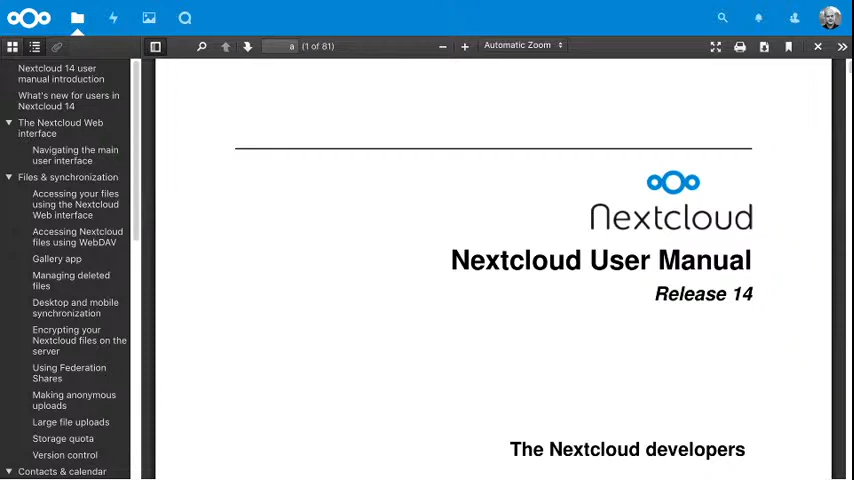 a (1 of 81)
Automatic Zoom
Nextcloud 14 user
manual introduction
What's new for users in
Nextcloud 14
The Nextcloud Web
interface
Navigating the main
user interface
Files & synchronization
Accessing your files
using the Nextcloud
Web interface
Accessing Nextcloud
files using WebDAV
Gallery app
Managing deleted
files
Desktop and mobile
synchronization
Encrypting your
Nextcloud files on the
server
Using Federation
Shares
Making anonymous
uploads
Large file uploads
Storage quota
Version control
Contacts & calendar
Nextcloud
Nextcloud User Manual
Release 14
The Nextcloud developers